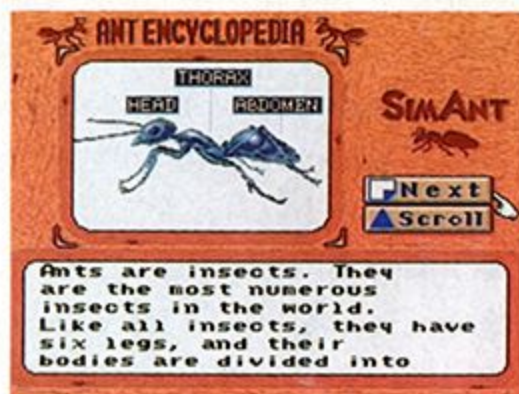 ANT ENCYCLOPEDIA
THORAX
HEAD ABDOMEN
SIMANT
Next
Scroll
Ants are insects. They
are the most numerous
insects in the world.
Like all insects, they have
six legs, and their
bodies are divided into